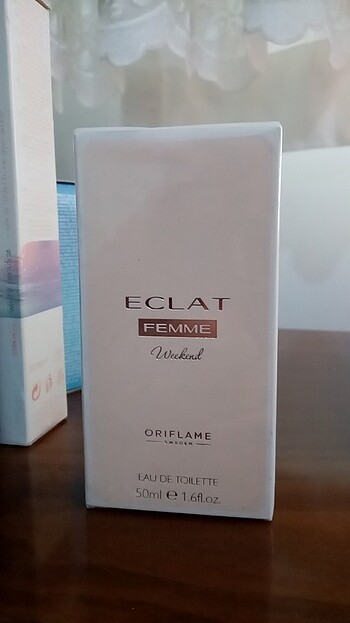 ECLAT
FEMME
Weekend
ORIFLAME
SWEDEN
EAU DE TOILETTE
50ml ℮ 1.6fl.oz.